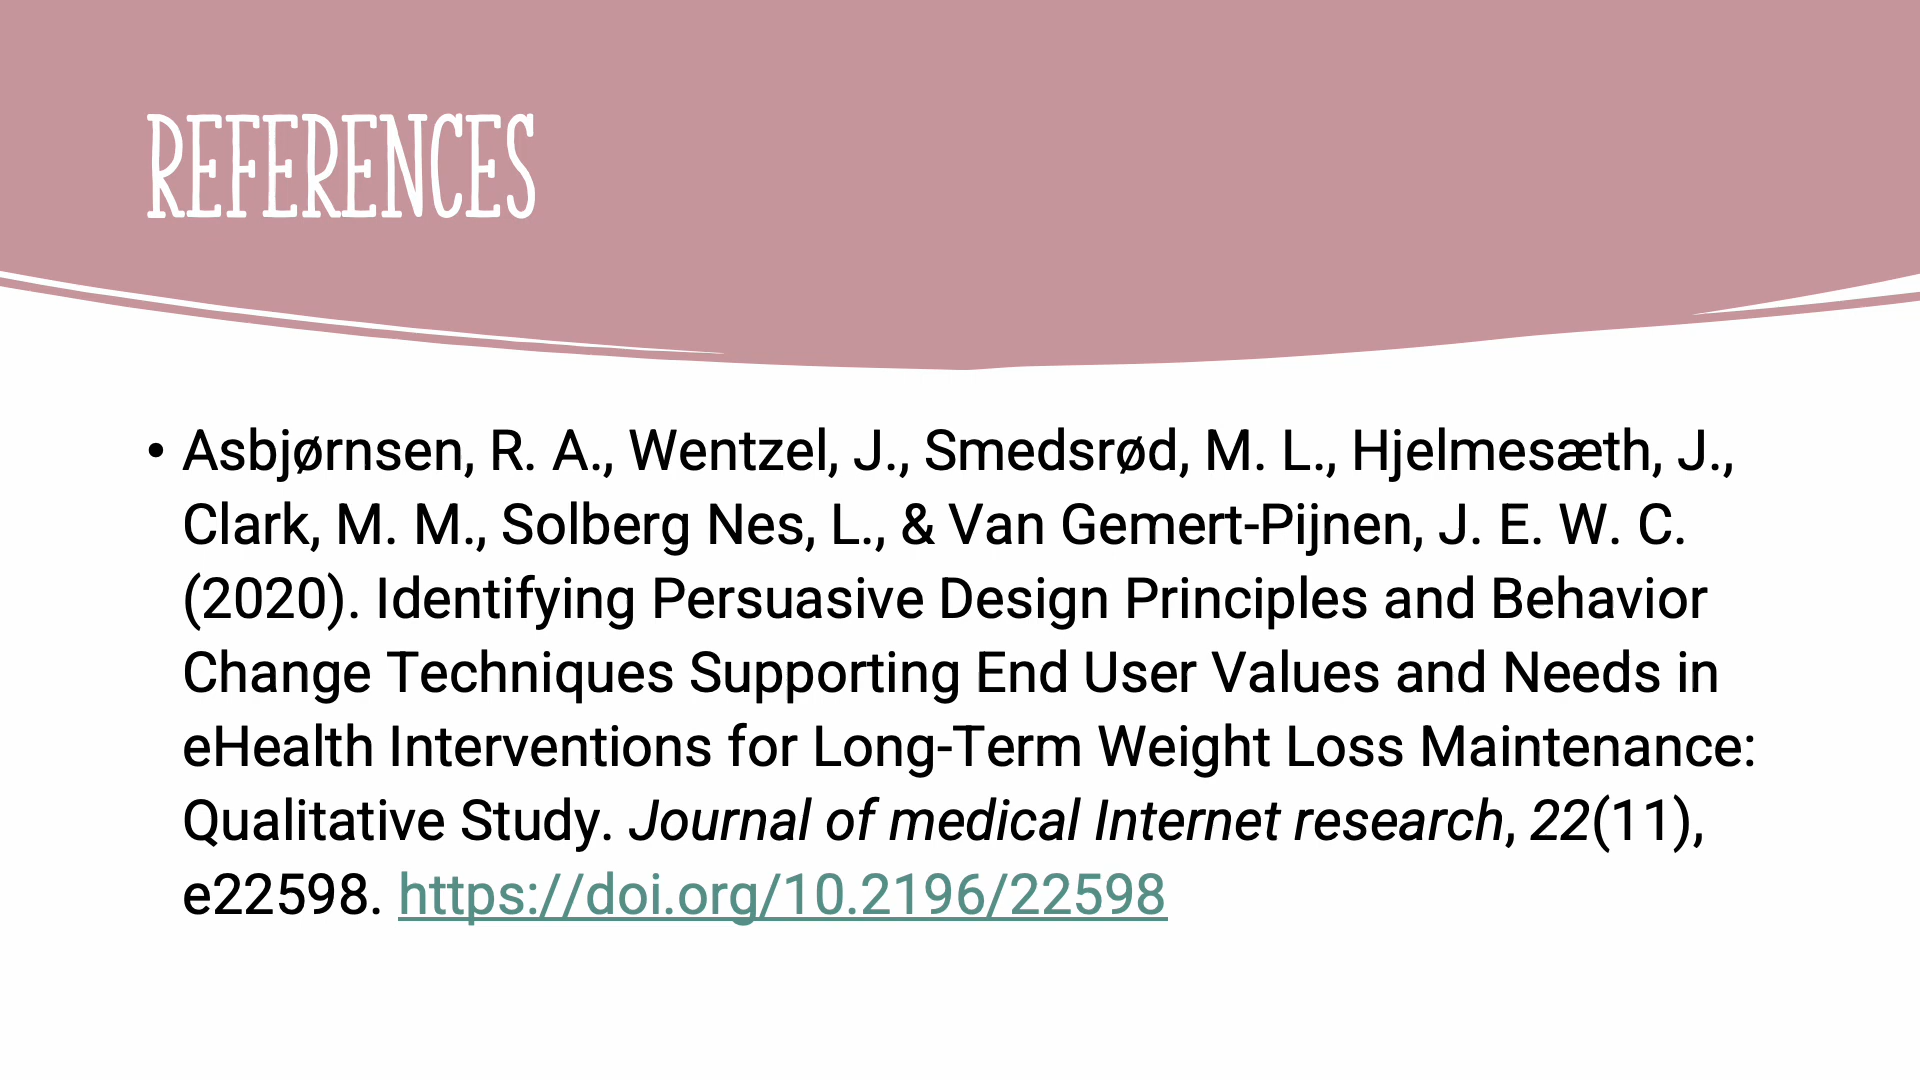 REFERENCES
• Asbjørnsen, R. A., Wentzel, J., Smedsrød, M. L., Hjelmesæth, J.,
Clark, M. M., Solberg Nes, L., & Van Gemert-Pijnen, J. E. W. C.
(2020). Identifying Persuasive Design Principles and Behavior
Change Techniques Supporting End User Values and Needs in
eHealth Interventions for Long-Term Weight Loss Maintenance:
Qualitative Study. Journal of medical Internet research, 22(11),
e22598. https://doi.org/10.2196/22598